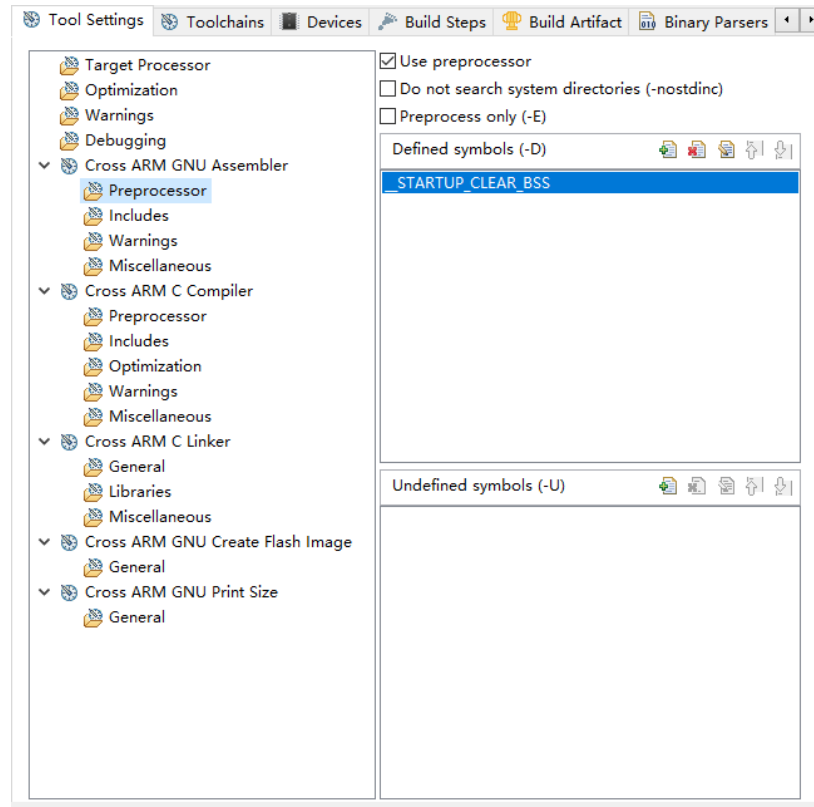 Tool Settings
Toolchains
Devices
Build Steps
Build Artifact
Binary Parsers
Target Processor
Optimization
Warnings
Debugging
Cross ARM GNU Assembler
Preprocessor
Includes
Warnings
Miscellaneous
Cross ARM C Compiler
Preprocessor
Includes
Optimization
Warnings
Miscellaneous
Cross ARM C Linker
General
Libraries
Miscellaneous
Cross ARM GNU Create Flash Image
General
Cross ARM GNU Print Size
General
Use preprocessor
Do not search system directories (-nostdinc)
Preprocess only (-E)
Defined symbols (-D)
__STARTUP_CLEAR_BSS
Undefined symbols (-U)